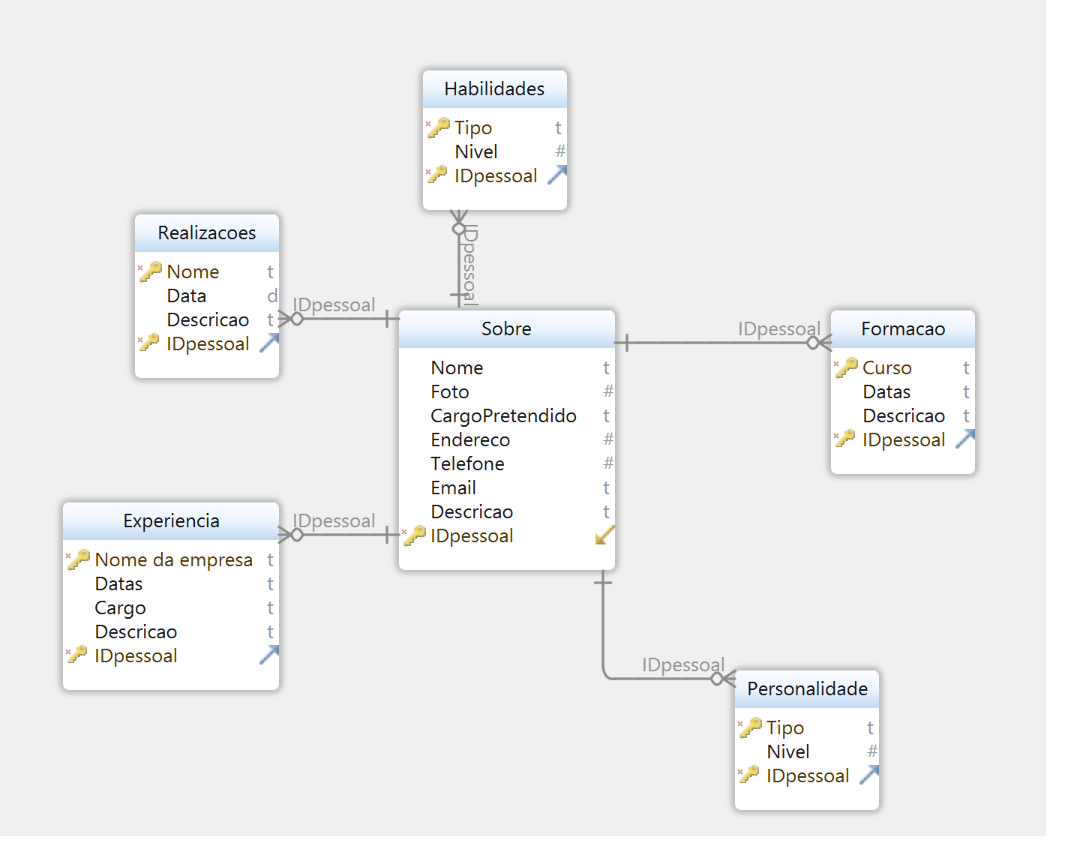 Habilidades
Tipo t
Nivel #
IDpessoal
IDpessoal
Realizacoes
Nome t
Data d
Descricao t
IDpessoal
IDpessoal
Sobre
Nome t
Foto #
CargoPretendido t
Endereco #
Telefone #
Email t
Descricao t
IDpessoal
IDpessoal
Formacao
Curso t
Datas t
Descricao t
IDpessoal
Experiencia
Nome da empresa t
Datas t
Cargo t
Descricao t
IDpessoal
IDpessoal
IDpessoal
Personalidade
Tipo t
Nivel #
IDpessoal